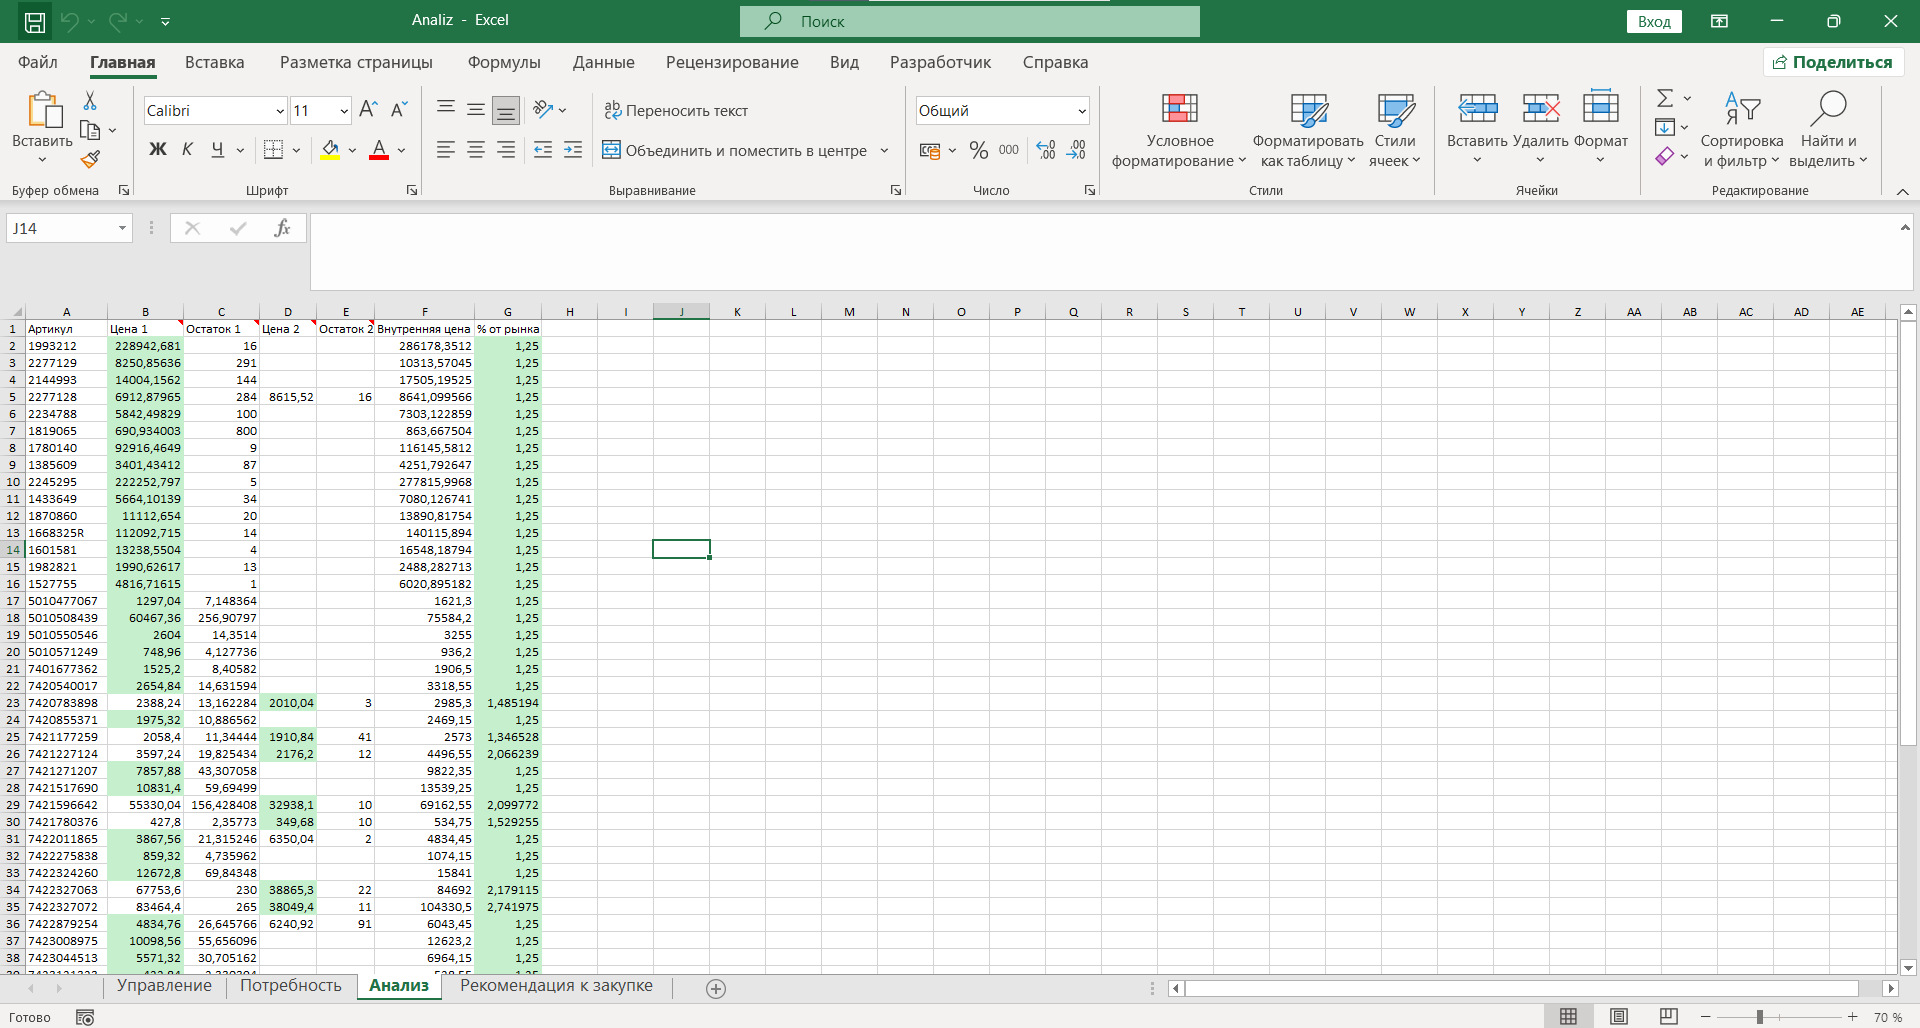 Analiz - Excel
Поиск
Вход
Файл Главная Вставка Разметка страницы Формулы Данные Рецензирование Вид Разработчик Справка Поделиться
Вставить
Буфер обмена
Calibri 11
Ж К Ч
Шрифт
Переносить текст
Объединить и поместить в центре
Выравнивание
Общий
% 000
Число
Условное форматирование
Форматировать как таблицу
Стили ячеек
Стили
Вставить Удалить Формат
Ячейки
Сортировка и фильтр
Найти и выделить
Редактирование
J14
fx
A B C D E F G H I J K L M N O P Q R S T U V W X Y Z AA AB AC AD AE
1 Артикул Цена 1 Остаток 1 Цена 2 Остаток 2 Внутренняя цена % от рынка
2 1993212 228942,681 16 286178,3512 1,25
3 2277129 8250,85636 291 10313,57045 1,25
4 2144993 14004,1562 144 17505,19525 1,25
5 2277128 6912,87965 284 8615,52 16 8641,099566 1,25
6 2234788 5842,49829 100 7303,122859 1,25
7 1819065 690,934003 800 863,667504 1,25
8 1780140 92916,4649 9 116145,5812 1,25
9 1385609 3401,43412 87 4251,792647 1,25
10 2245295 222252,797 5 277815,9968 1,25
11 1433649 5664,10139 34 7080,126741 1,25
12 1870860 11112,654 20 13890,81754 1,25
13 1668325R 112092,715 14 140115,894 1,25
14 1601581 13238,5504 4 16548,18794 1,25
15 1982821 1990,62617 13 2488,282713 1,25
16 1527755 4816,71615 1 6020,895182 1,25
17 5010477067 1297,04 7,148364 1621,3 1,25
18 5010508439 60467,36 256,90797 75584,2 1,25
19 5010550546 2604 14,3514 3255 1,25
20 5010571249 748,96 4,127736 936,2 1,25
21 7401677362 1525,2 8,40582 1906,5 1,25
22 7420540017 2654,84 14,631594 3318,55 1,25
23 7420783898 2388,24 13,162284 2010,04 3 2985,3 1,485194
24 7420855371 1975,32 10,886562 2469,15 1,25
25 7421177259 2058,4 11,34444 1910,84 41 2573 1,346528
26 7421227124 3597,24 19,825434 2176,2 12 4496,55 2,066239
27 7421271207 7857,88 43,307058 9822,35 1,25
28 7421517690 10831,4 59,69499 13539,25 1,25
29 7421596642 55330,04 156,428408 32938,1 10 69162,55 2,099772
30 7421780376 427,8 2,35773 349,68 10 534,75 1,529255
31 7422011865 3867,56 21,315246 6350,04 2 4834,45 1,25
32 7422275838 859,32 4,735962 1074,15 1,25
33 7422324260 12672,8 69,84348 15841 1,25
34 7422327063 67753,6 230 38865,3 22 84692 2,179115
35 7422327072 83464,4 265 38049,4 11 104330,5 2,741975
36 7422879254 4834,76 26,645766 6240,92 91 6043,45 1,25
37 7423008975 10098,56 55,656096 12623,2 1,25
38 7423044513 5571,32 30,705162 6964,15 1,25
Управление Потребность Анализ Рекомендация к закупке
Готово
70 %